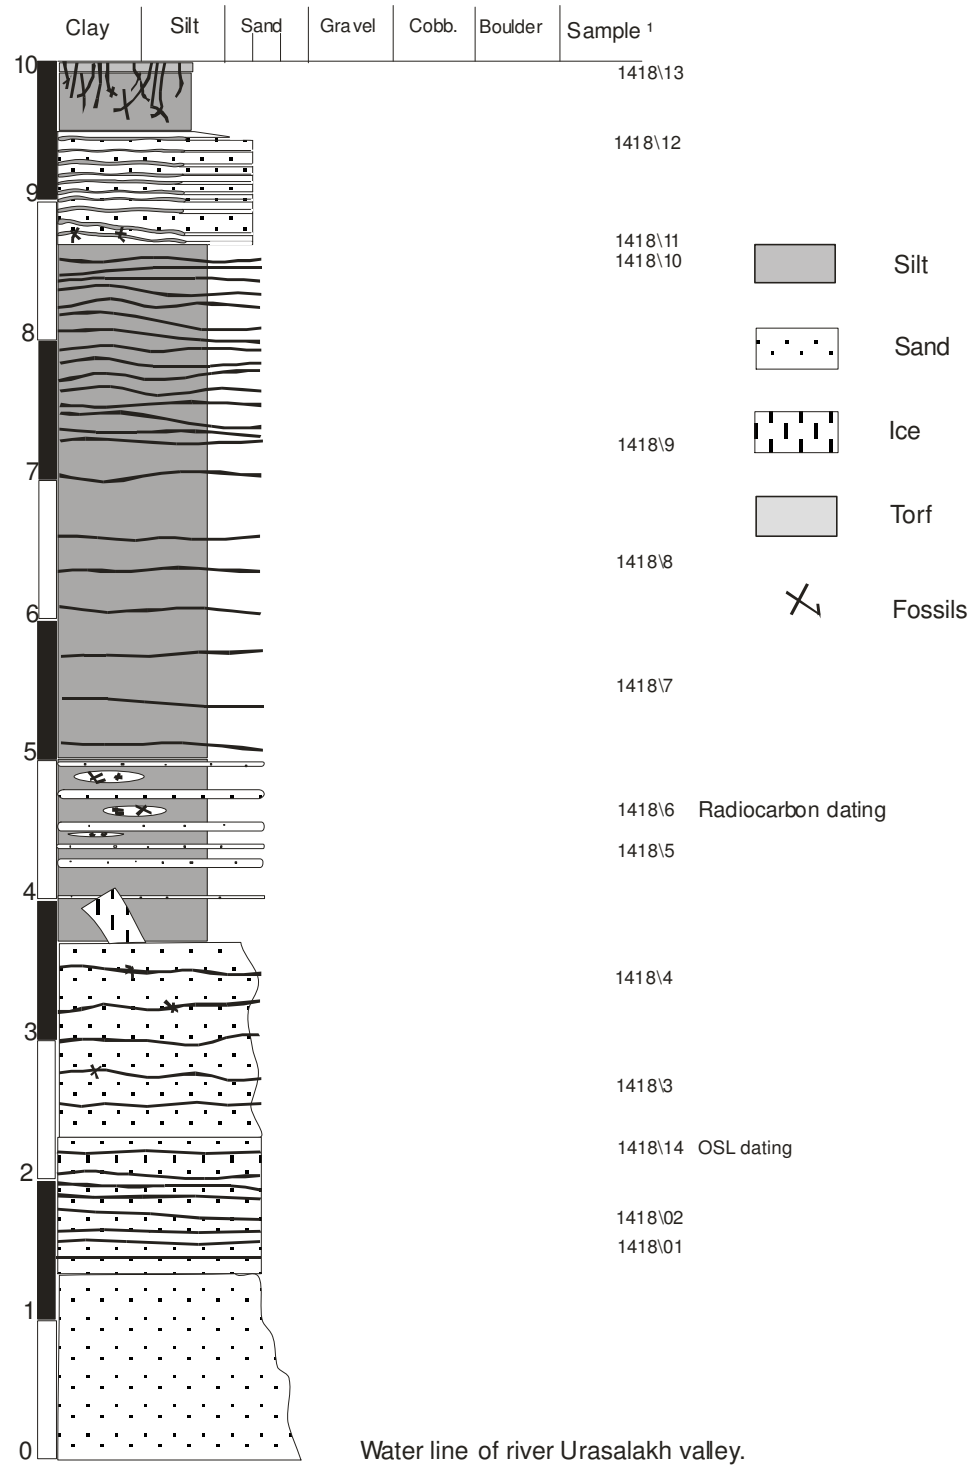 Clay Silt Sand Gravel Cobb. Boulder Sample ¹
10
1418\13
1418\12
9
1418\11
1418\10
Silt
8
Sand
Ice
1418\9
7
Torf
1418\8
6
Fossils
1418\7
5
1418\6 Radiocarbon dating
1418\5
4
1418\4
3
1418\3
1418\14 OSL dating
2
1418\02
1418\01
1
0
Water line of river Urasalakh valley.